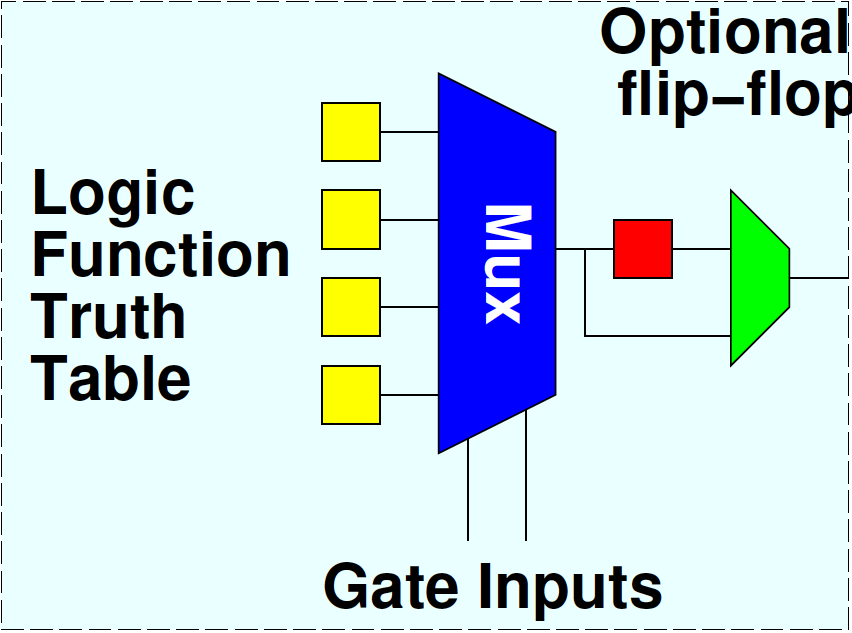 Optional
flip−flop
Logic
Function
Truth
Table
Mux
Gate Inputs